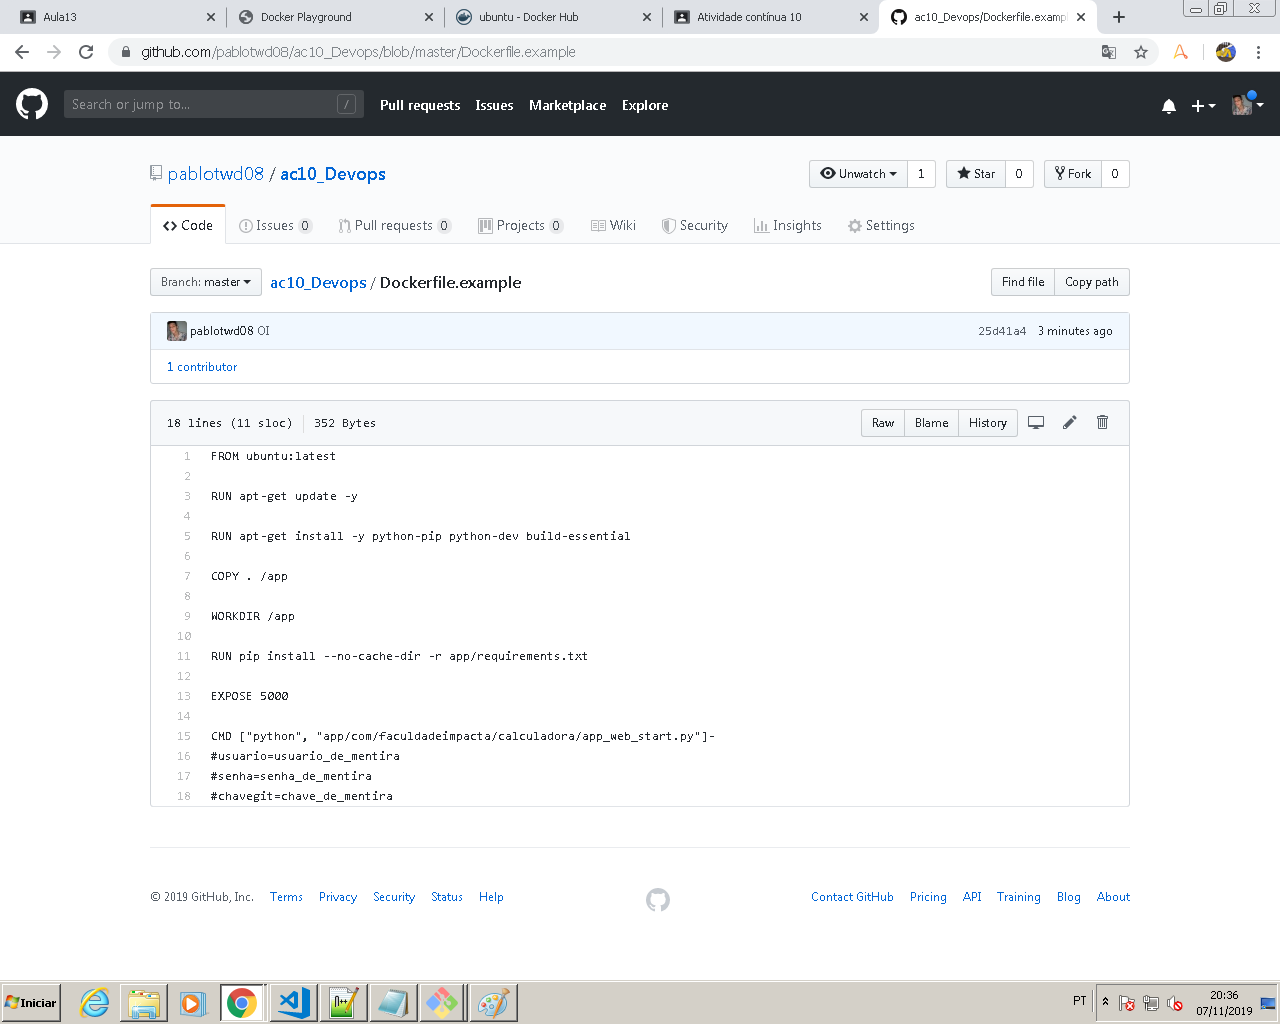 Aula13
Docker Playground
ubuntu - Docker Hub
Atividade contínua 10
ac10_Devops/Dockerfile.exampl
github.com/pablotwd08/ac10_Devops/blob/master/Dockerfile.example
Search or jump to...
/
Pull requests
Issues
Marketplace
Explore
pablotwd08 / ac10_Devops
Unwatch 1
Star 0
Fork 0
Code
Issues 0
Pull requests 0
Projects 0
Wiki
Security
Insights
Settings
Branch: master
ac10_Devops / Dockerfile.example
Find file
Copy path
pablotwd08 OI
25d41a4 3 minutes ago
1 contributor
18 lines (11 sloc) 352 Bytes
Raw
Blame
History
1 FROM ubuntu:latest
2
3 RUN apt-get update -y
4
5 RUN apt-get install -y python-pip python-dev build-essential
6
7 COPY . /app
8
9 WORKDIR /app
10
11 RUN pip install --no-cache-dir -r app/requirements.txt
12
13 EXPOSE 5000
14
15 CMD ["python", "app/com/faculdadeimpacta/calculadora/app_web_start.py"]-
16 #usuario=usuario_de_mentira
17 #senha=senha_de_mentira
18 #chavegit=chave_de_mentira
© 2019 GitHub, Inc.
Terms
Privacy
Security
Status
Help
Contact GitHub
Pricing
API
Training
Blog
About
Iniciar
PT
20:36
07/11/2019